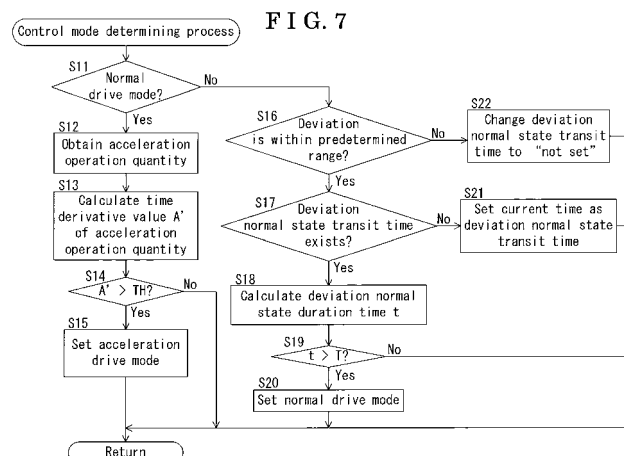 F I G. 7
Control mode determining process
S11
Normal
drive mode?
No
Yes
S12
Obtain acceleration
operation quantity
S13
Calculate time
derivative value A'
of acceleration
operation quantity
S14
A' > TH?
No
Yes
S15
Set acceleration
drive mode
S16
Deviation
is within predetermined
range?
No
Yes
S22
Change deviation
normal state transit
time to “not set”
S17
Deviation
normal state transit time
exists?
No
Yes
S21
Set current time as
deviation normal state
transit time
S18
Calculate deviation normal
state duration time t
S19
t > T?
No
Yes
S20
Set normal drive mode
Return